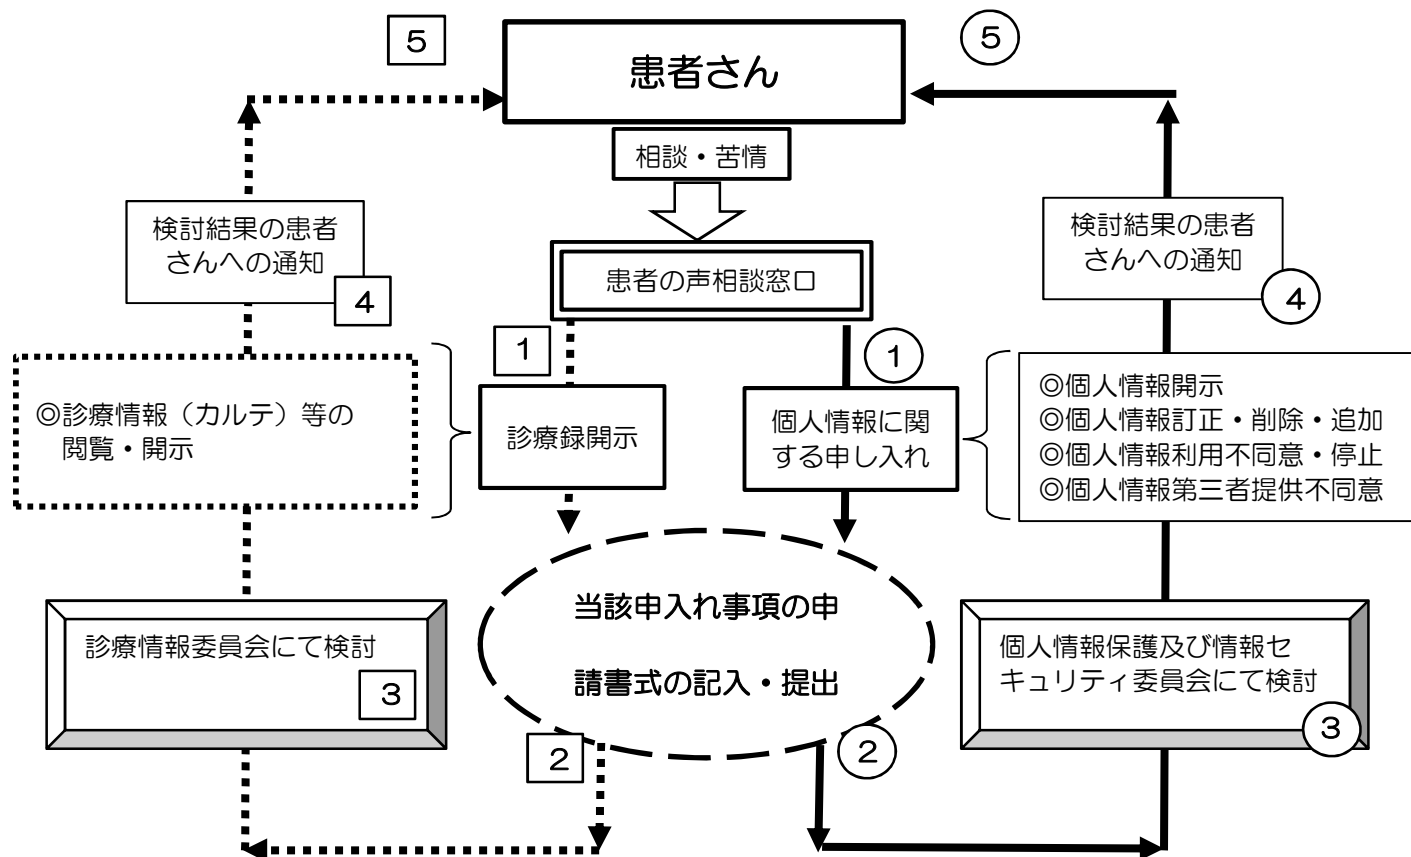 5
患者さん
⑤
相談・苦情
検討結果の患者
さんへの通知
4
患者の声相談窓口
検討結果の患者
さんへの通知
④
1
①
◎診療情報（カルテ）等の
閲覧・開示
診療録開示
個人情報に関
する申し入れ
◎個人情報開示
◎個人情報訂正・削除・追加
◎個人情報利用不同意・停止
◎個人情報第三者提供不同意
当該申入れ事項の申
請書式の記入・提出
診療情報委員会にて検討
3
個人情報保護及び情報セ
キュリティ委員会にて検討
③
2
②